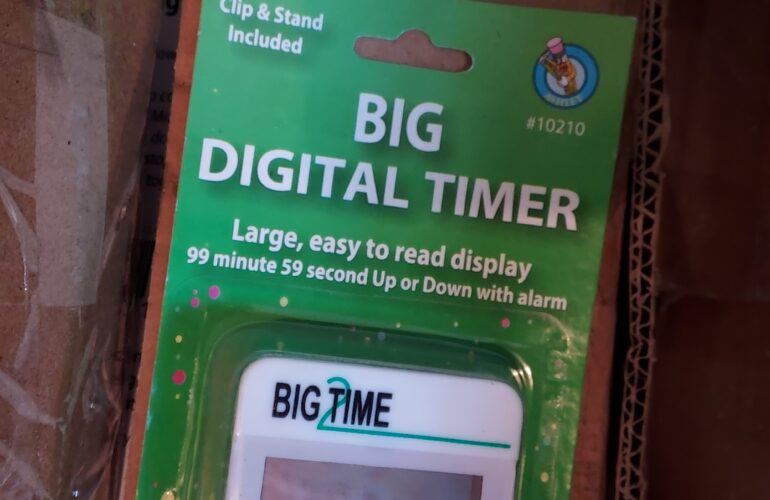 Clip & Stand
Included
#10210
BIG
DIGITAL TIMER
Large, easy to read display
99 minute 59 second Up or Down with alarm
BIG 2 TIME